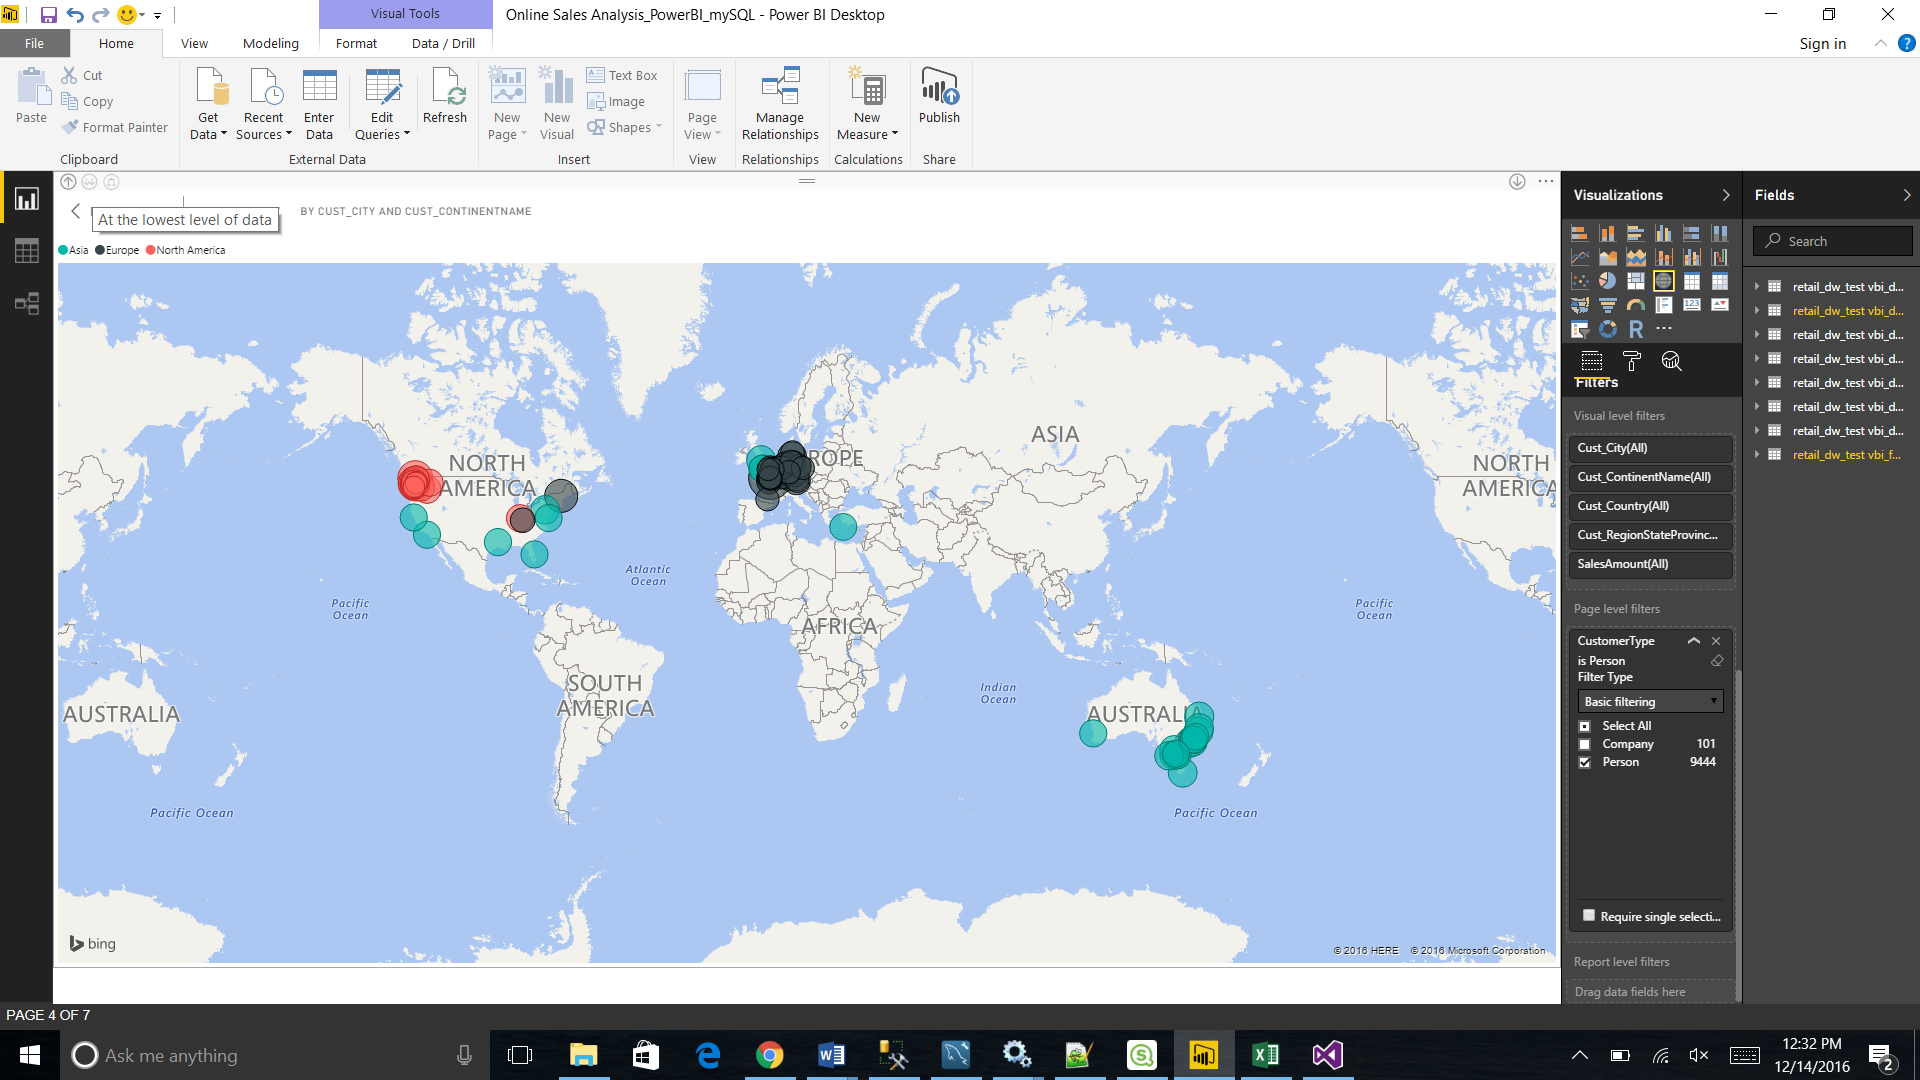 Visual Tools
Online Sales Analysis_PowerBI_mySQL - Power BI Desktop
File
Home
View
Modeling
Format
Data / Drill
Sign in
?
Paste
Cut
Copy
Format Painter
Clipboard
Get Data
Recent Sources
Enter Data
Edit Queries
Refresh
External Data
New Page
New Visual
Text Box
Image
Shapes
Insert
Page View
View
Manage Relationships
Relationships
New Measure
Calculations
Publish
Share
At the lowest level of data
BY CUST_CITY AND CUST_CONTINENTNAME
Asia
Europe
North America
NORTH AMERICA
ROPE
ASIA
NORTH AMERICA
Atlantic Ocean
Pacific Ocean
AFRICA
Pacific Ocean
SOUTH AMERICA
Indian Ocean
AUSTRALIA
AUSTRALI
Pacific Ocean
Pacific Ocean
bing
© 2016 HERE
© 2016 Microsoft Corporation
Visualizations
123
R
Filters
Visual level filters
Cust_City(All)
Cust_ContinentName(All)
Cust_Country(All)
Cust_RegionStateProvinc...
SalesAmount(All)
Page level filters
CustomerType
is Person
Filter Type
Basic filtering
Select All
Company 101
Person 9444
Require single selecti...
Report level filters
Drag data fields here
Fields
Search
retail_dw_test vbi_d...
retail_dw_test vbi_d...
retail_dw_test vbi_d...
retail_dw_test vbi_d...
retail_dw_test vbi_d...
retail_dw_test vbi_d...
retail_dw_test vbi_d...
retail_dw_test vbi_f...
PAGE 4 OF 7
Ask me anything
12:32 PM
12/14/2016
2